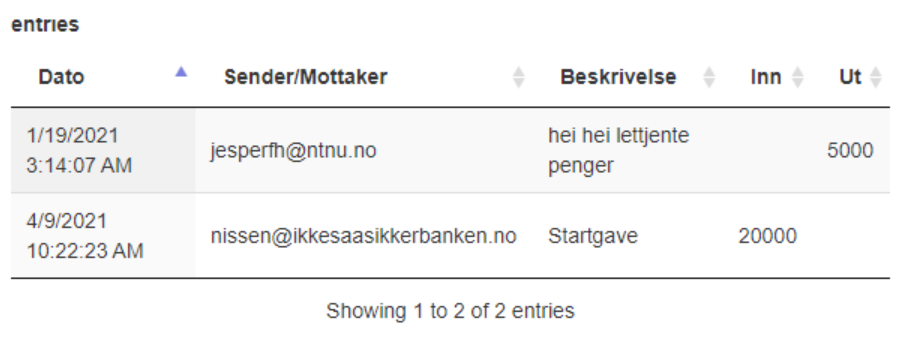 entries
Dato Sender/Mottaker Beskrivelse Inn Ut
1/19/2021 3:14:07 AM jesperfh@ntnu.no hei hei lettjente penger 5000
4/9/2021 10:22:23 AM nissen@ikkesaasikkerbanken.no Startgave 20000
Showing 1 to 2 of 2 entries